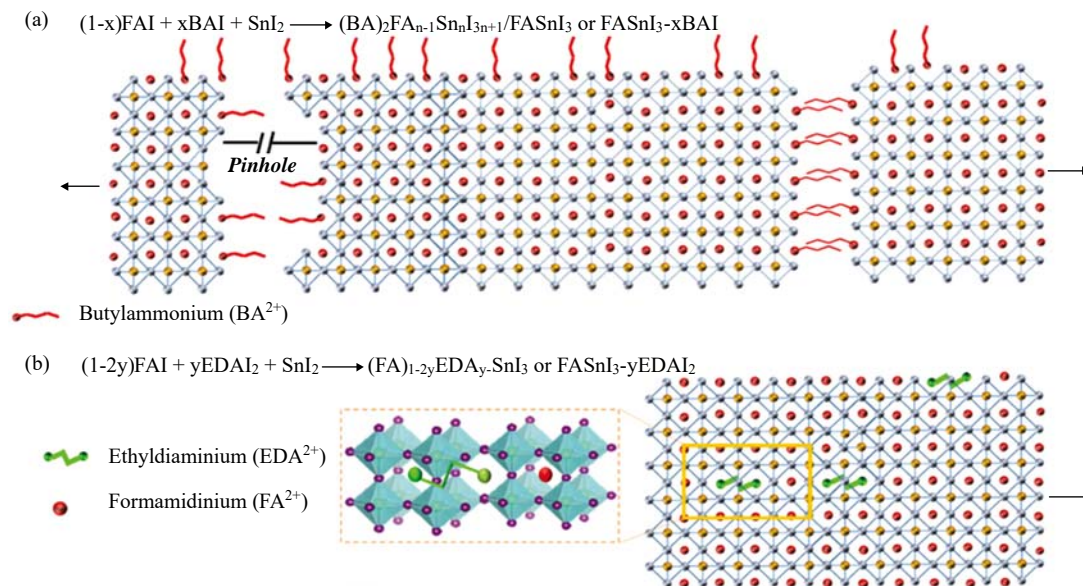 (a) (1-x)FAI + xBAI + SnI₂ ⟶ (BA)₂FAₙ₋₁SnₙI₃ₙ₊₁/FASnI₃ or FASnI₃-xBAI
Pinhole
Butylammonium (BA²⁺)
(b) (1-2y)FAI + yEDAI₂ + SnI₂ ⟶ (FA)₁₋₂yEDAy-SnI₃ or FASnI₃-yEDAI₂
Ethyldiaminium (EDA²⁺)
Formamidinium (FA²⁺)